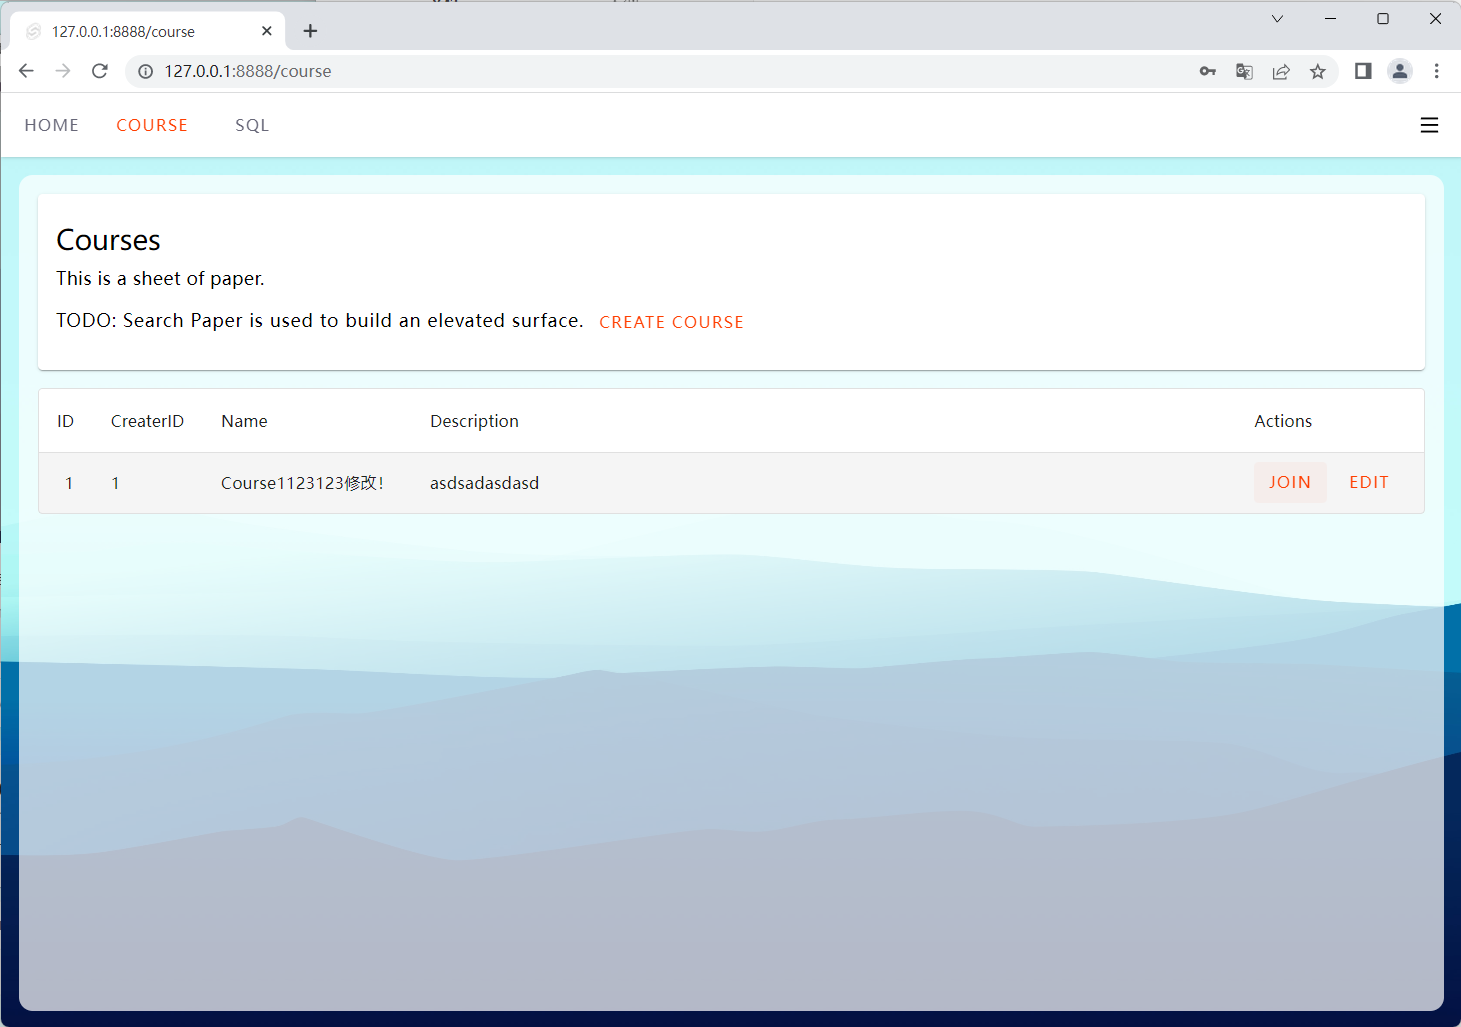 127.0.0.1:8888/course
127.0.0.1:8888/course
HOME COURSE SQL
Courses
This is a sheet of paper.
TODO: Search Paper is used to build an elevated surface. CREATE COURSE
ID CreaterID Name Description Actions
1 1 Course1123123修改! asdsadasdasd JOIN EDIT